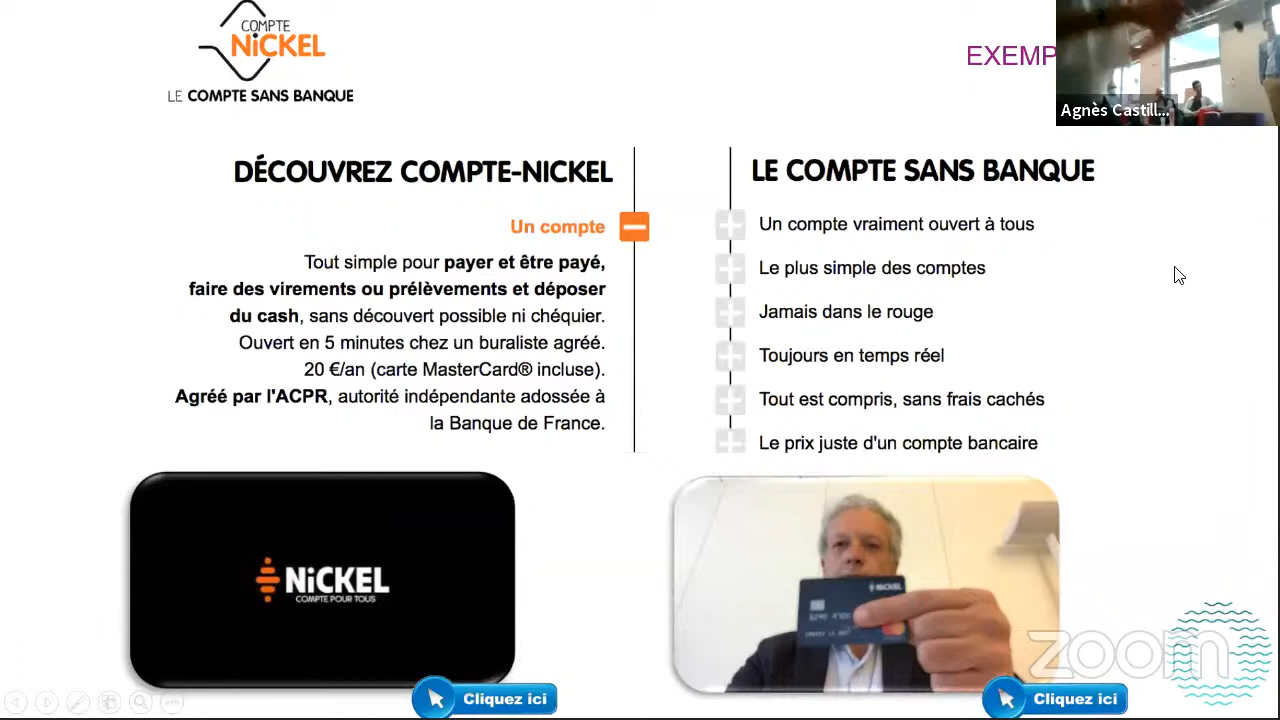 COMPTE
NiCKEL
LE COMPTE SANS BANQUE
EXEMP
Agnès Castill...
DÉCOUVREZ COMPTE-NICKEL
Un compte
Tout simple pour payer et être payé,
faire des virements ou prélèvements et déposer
du cash, sans découvert possible ni chéquier.
Ouvert en 5 minutes chez un buraliste agréé.
20 €/an (carte MasterCard® incluse).
Agréé par l'ACPR, autorité indépendante adossée à
la Banque de France.
LE COMPTE SANS BANQUE
Un compte vraiment ouvert à tous
Le plus simple des comptes
Jamais dans le rouge
Toujours en temps réel
Tout est compris, sans frais cachés
Le prix juste d'un compte bancaire
NiCKEL
COMPTE POUR TOUS
NiCKEL
zoom
Cliquez ici
Cliquez ici